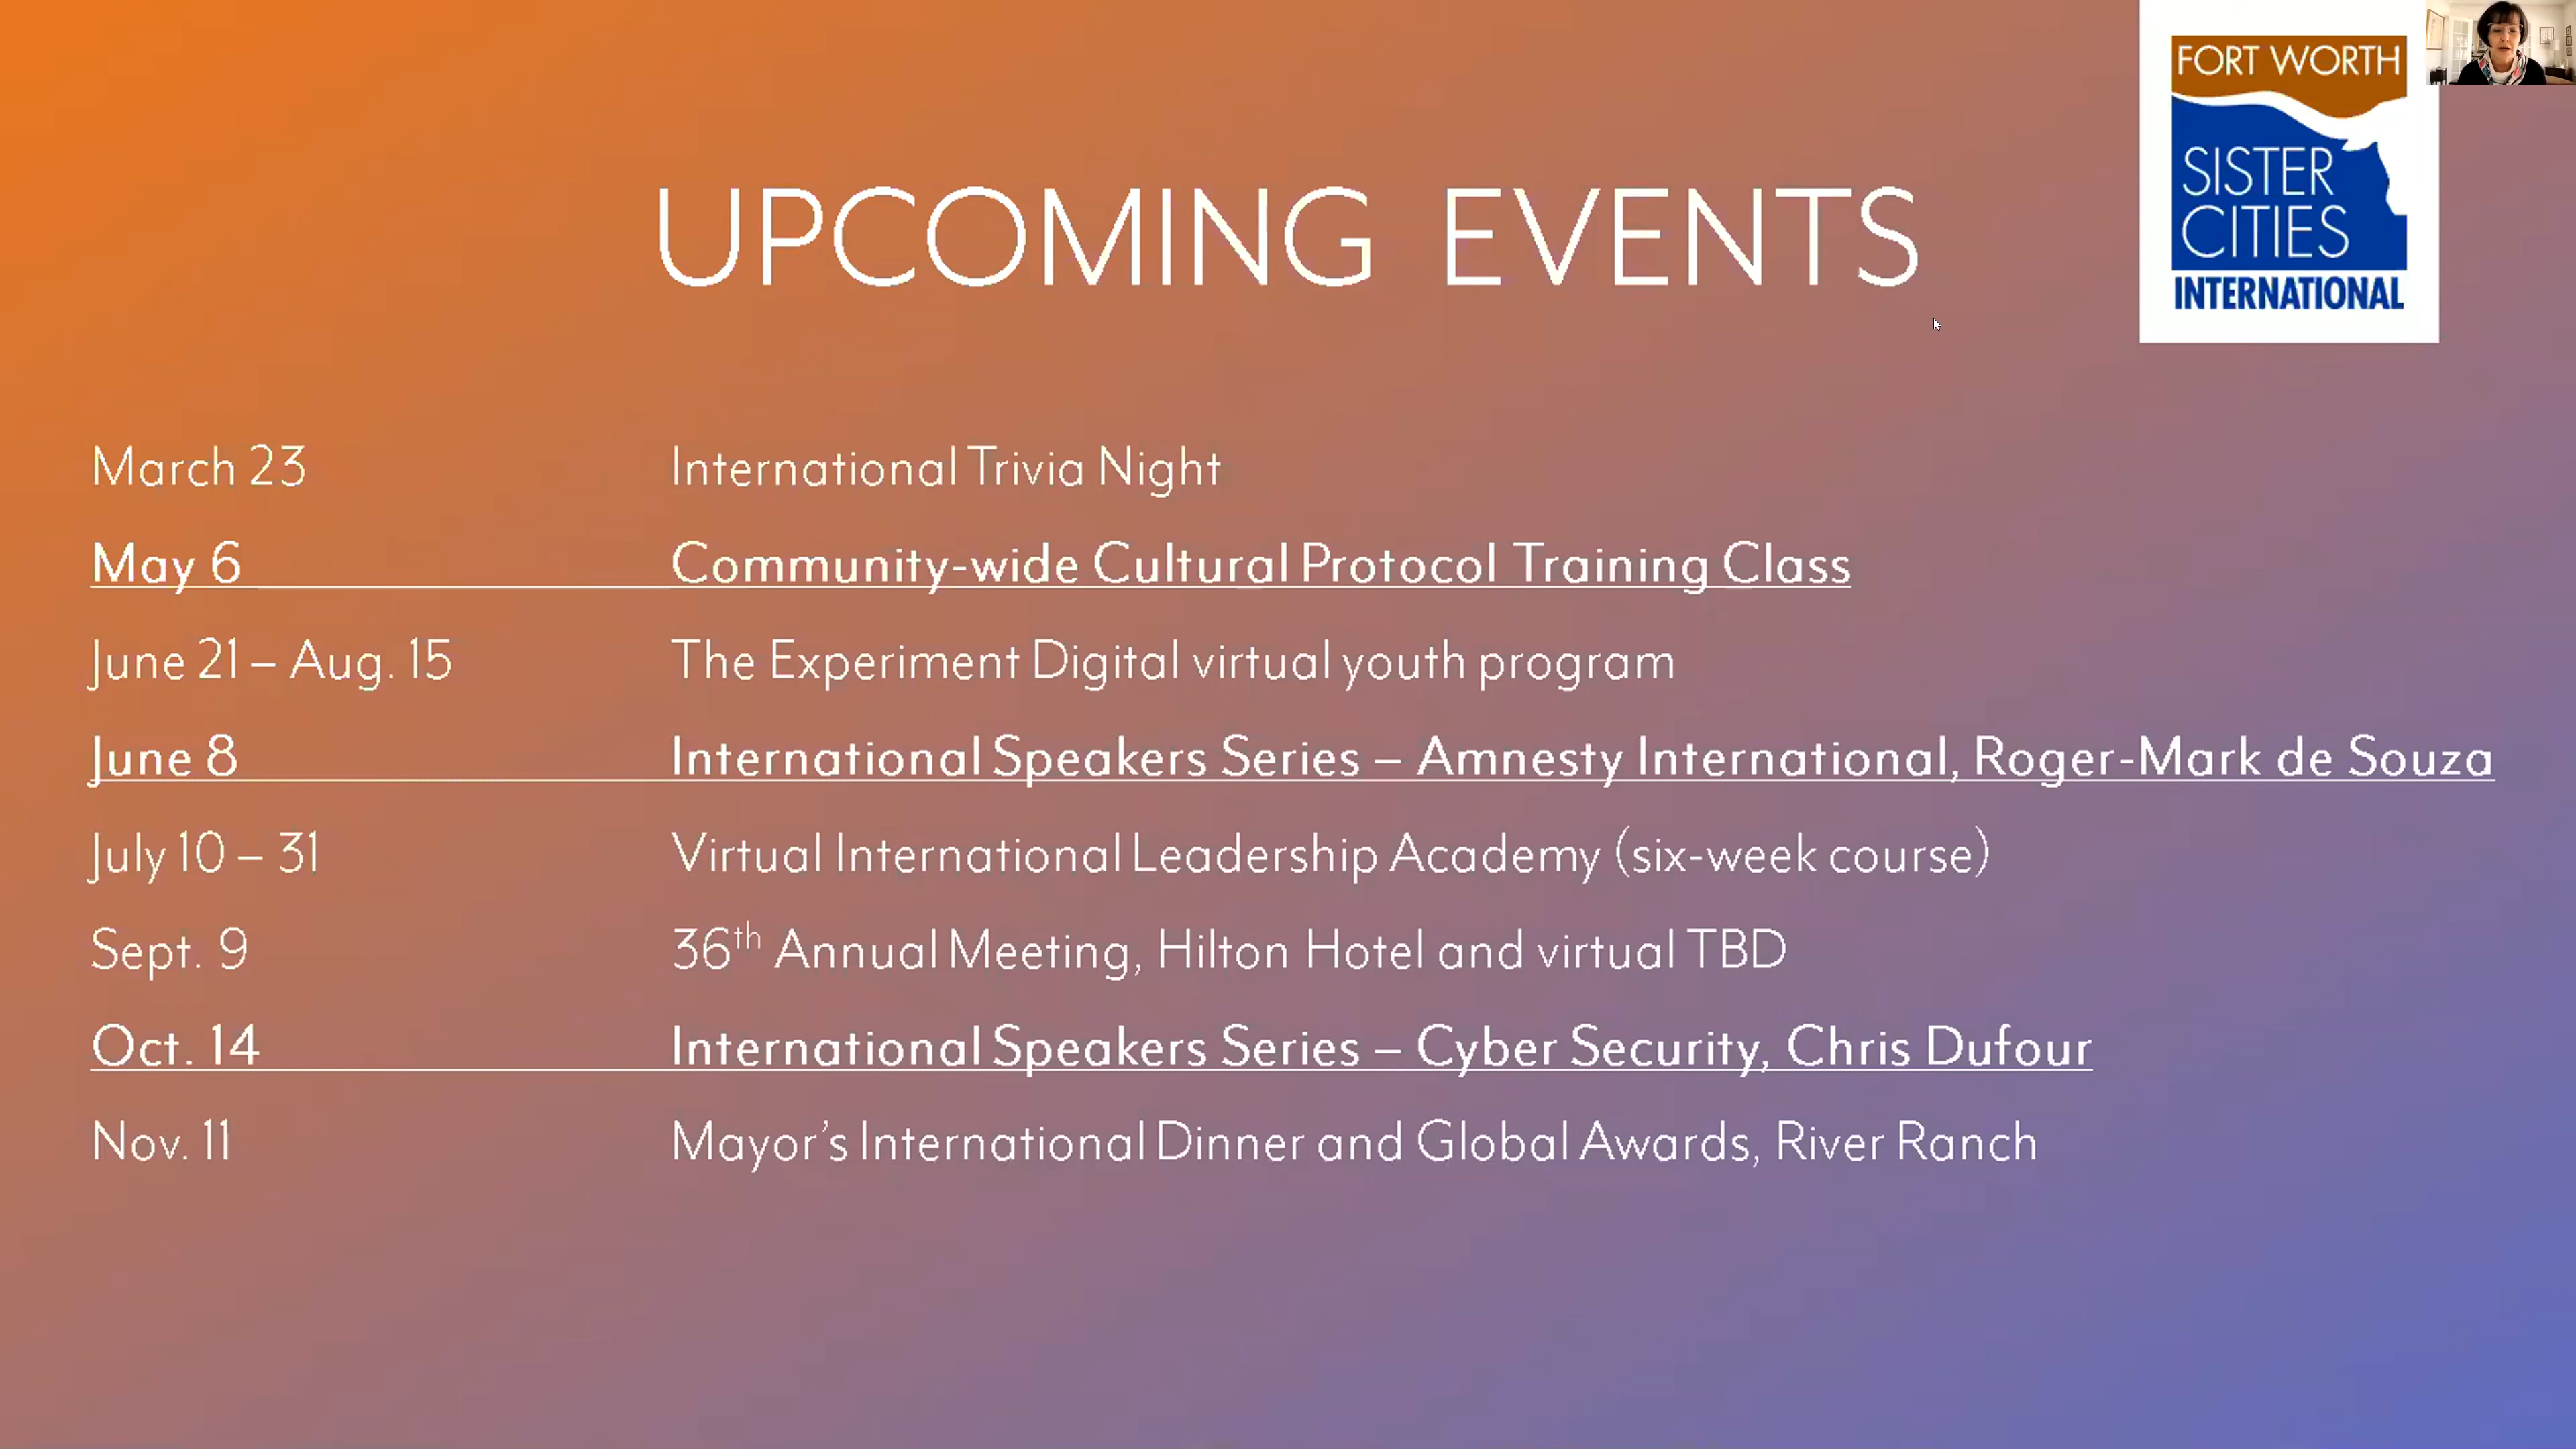 FORT WORTH
SISTER
CITIES
INTERNATIONAL
UPCOMING EVENTS
March 23 International Trivia Night
May 6 Community-wide Cultural Protocol Training Class
June 21 – Aug. 15 The Experiment Digital virtual youth program
June 8 International Speakers Series – Amnesty International, Roger-Mark de Souza
July 10 – 31 Virtual International Leadership Academy (six-week course)
Sept. 9 36th Annual Meeting, Hilton Hotel and virtual TBD
Oct. 14 International Speakers Series – Cyber Security, Chris Dufour
Nov. 11 Mayor’s International Dinner and Global Awards, River Ranch